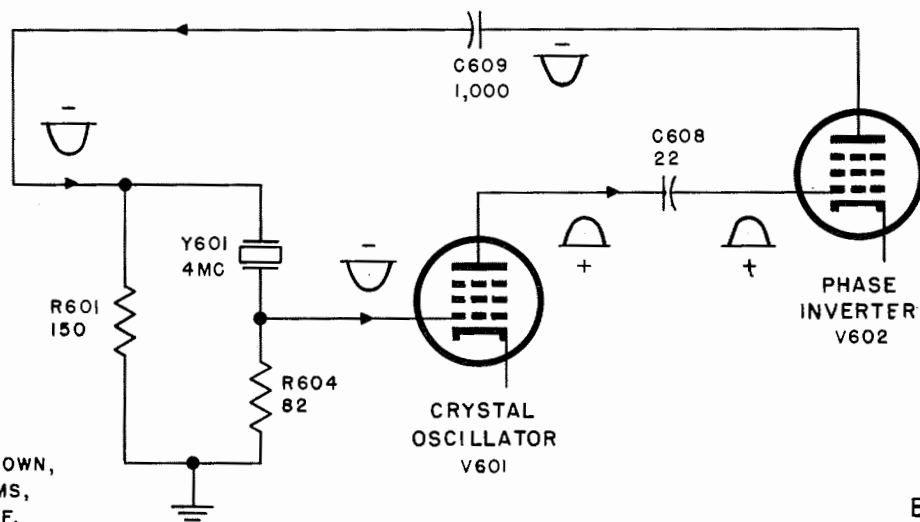 C609
1,000
−
−
C608
22
Y601
4MC
−
+
+
R601
150
R604
82
PHASE
INVERTER
V602
CRYSTAL
OSCILLATOR
V601
OWN,
MS,
F.